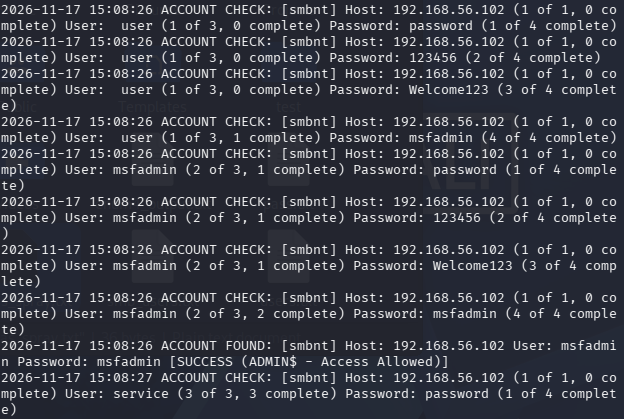 2026-11-17 15:08:26 ACCOUNT CHECK: [smbnt] Host: 192.168.56.102 (1 of 1, 0 co
mplete) User:  user (1 of 3, 0 complete) Password: password (1 of 4 complete)
2026-11-17 15:08:26 ACCOUNT CHECK: [smbnt] Host: 192.168.56.102 (1 of 1, 0 co
mplete) User:  user (1 of 3, 0 complete) Password: 123456 (2 of 4 complete)
2026-11-17 15:08:26 ACCOUNT CHECK: [smbnt] Host: 192.168.56.102 (1 of 1, 0 co
mplete) User:  user (1 of 3, 0 complete) Password: Welcome123 (3 of 4 complet
e)
2026-11-17 15:08:26 ACCOUNT CHECK: [smbnt] Host: 192.168.56.102 (1 of 1, 0 co
mplete) User:  user (1 of 3, 1 complete) Password: msfadmin (4 of 4 complete)
2026-11-17 15:08:26 ACCOUNT CHECK: [smbnt] Host: 192.168.56.102 (1 of 1, 0 co
mplete) User: msfadmin (2 of 3, 1 complete) Password: password (1 of 4 comple
te)
2026-11-17 15:08:26 ACCOUNT CHECK: [smbnt] Host: 192.168.56.102 (1 of 1, 0 co
mplete) User: msfadmin (2 of 3, 1 complete) Password: 123456 (2 of 4 complete
)
2026-11-17 15:08:26 ACCOUNT CHECK: [smbnt] Host: 192.168.56.102 (1 of 1, 0 co
mplete) User: msfadmin (2 of 3, 1 complete) Password: Welcome123 (3 of 4 comp
lete)
2026-11-17 15:08:26 ACCOUNT CHECK: [smbnt] Host: 192.168.56.102 (1 of 1, 0 co
mplete) User: msfadmin (2 of 3, 2 complete) Password: msfadmin (4 of 4 comple
te)
2026-11-17 15:08:26 ACCOUNT FOUND: [smbnt] Host: 192.168.56.102 User: msfadmi
n Password: msfadmin [SUCCESS (ADMIN$ - Access Allowed)]
2026-11-17 15:08:27 ACCOUNT CHECK: [smbnt] Host: 192.168.56.102 (1 of 1, 0 co
mplete) User: service (3 of 3, 3 complete) Password: password (1 of 4 complet
e)
Templates
test